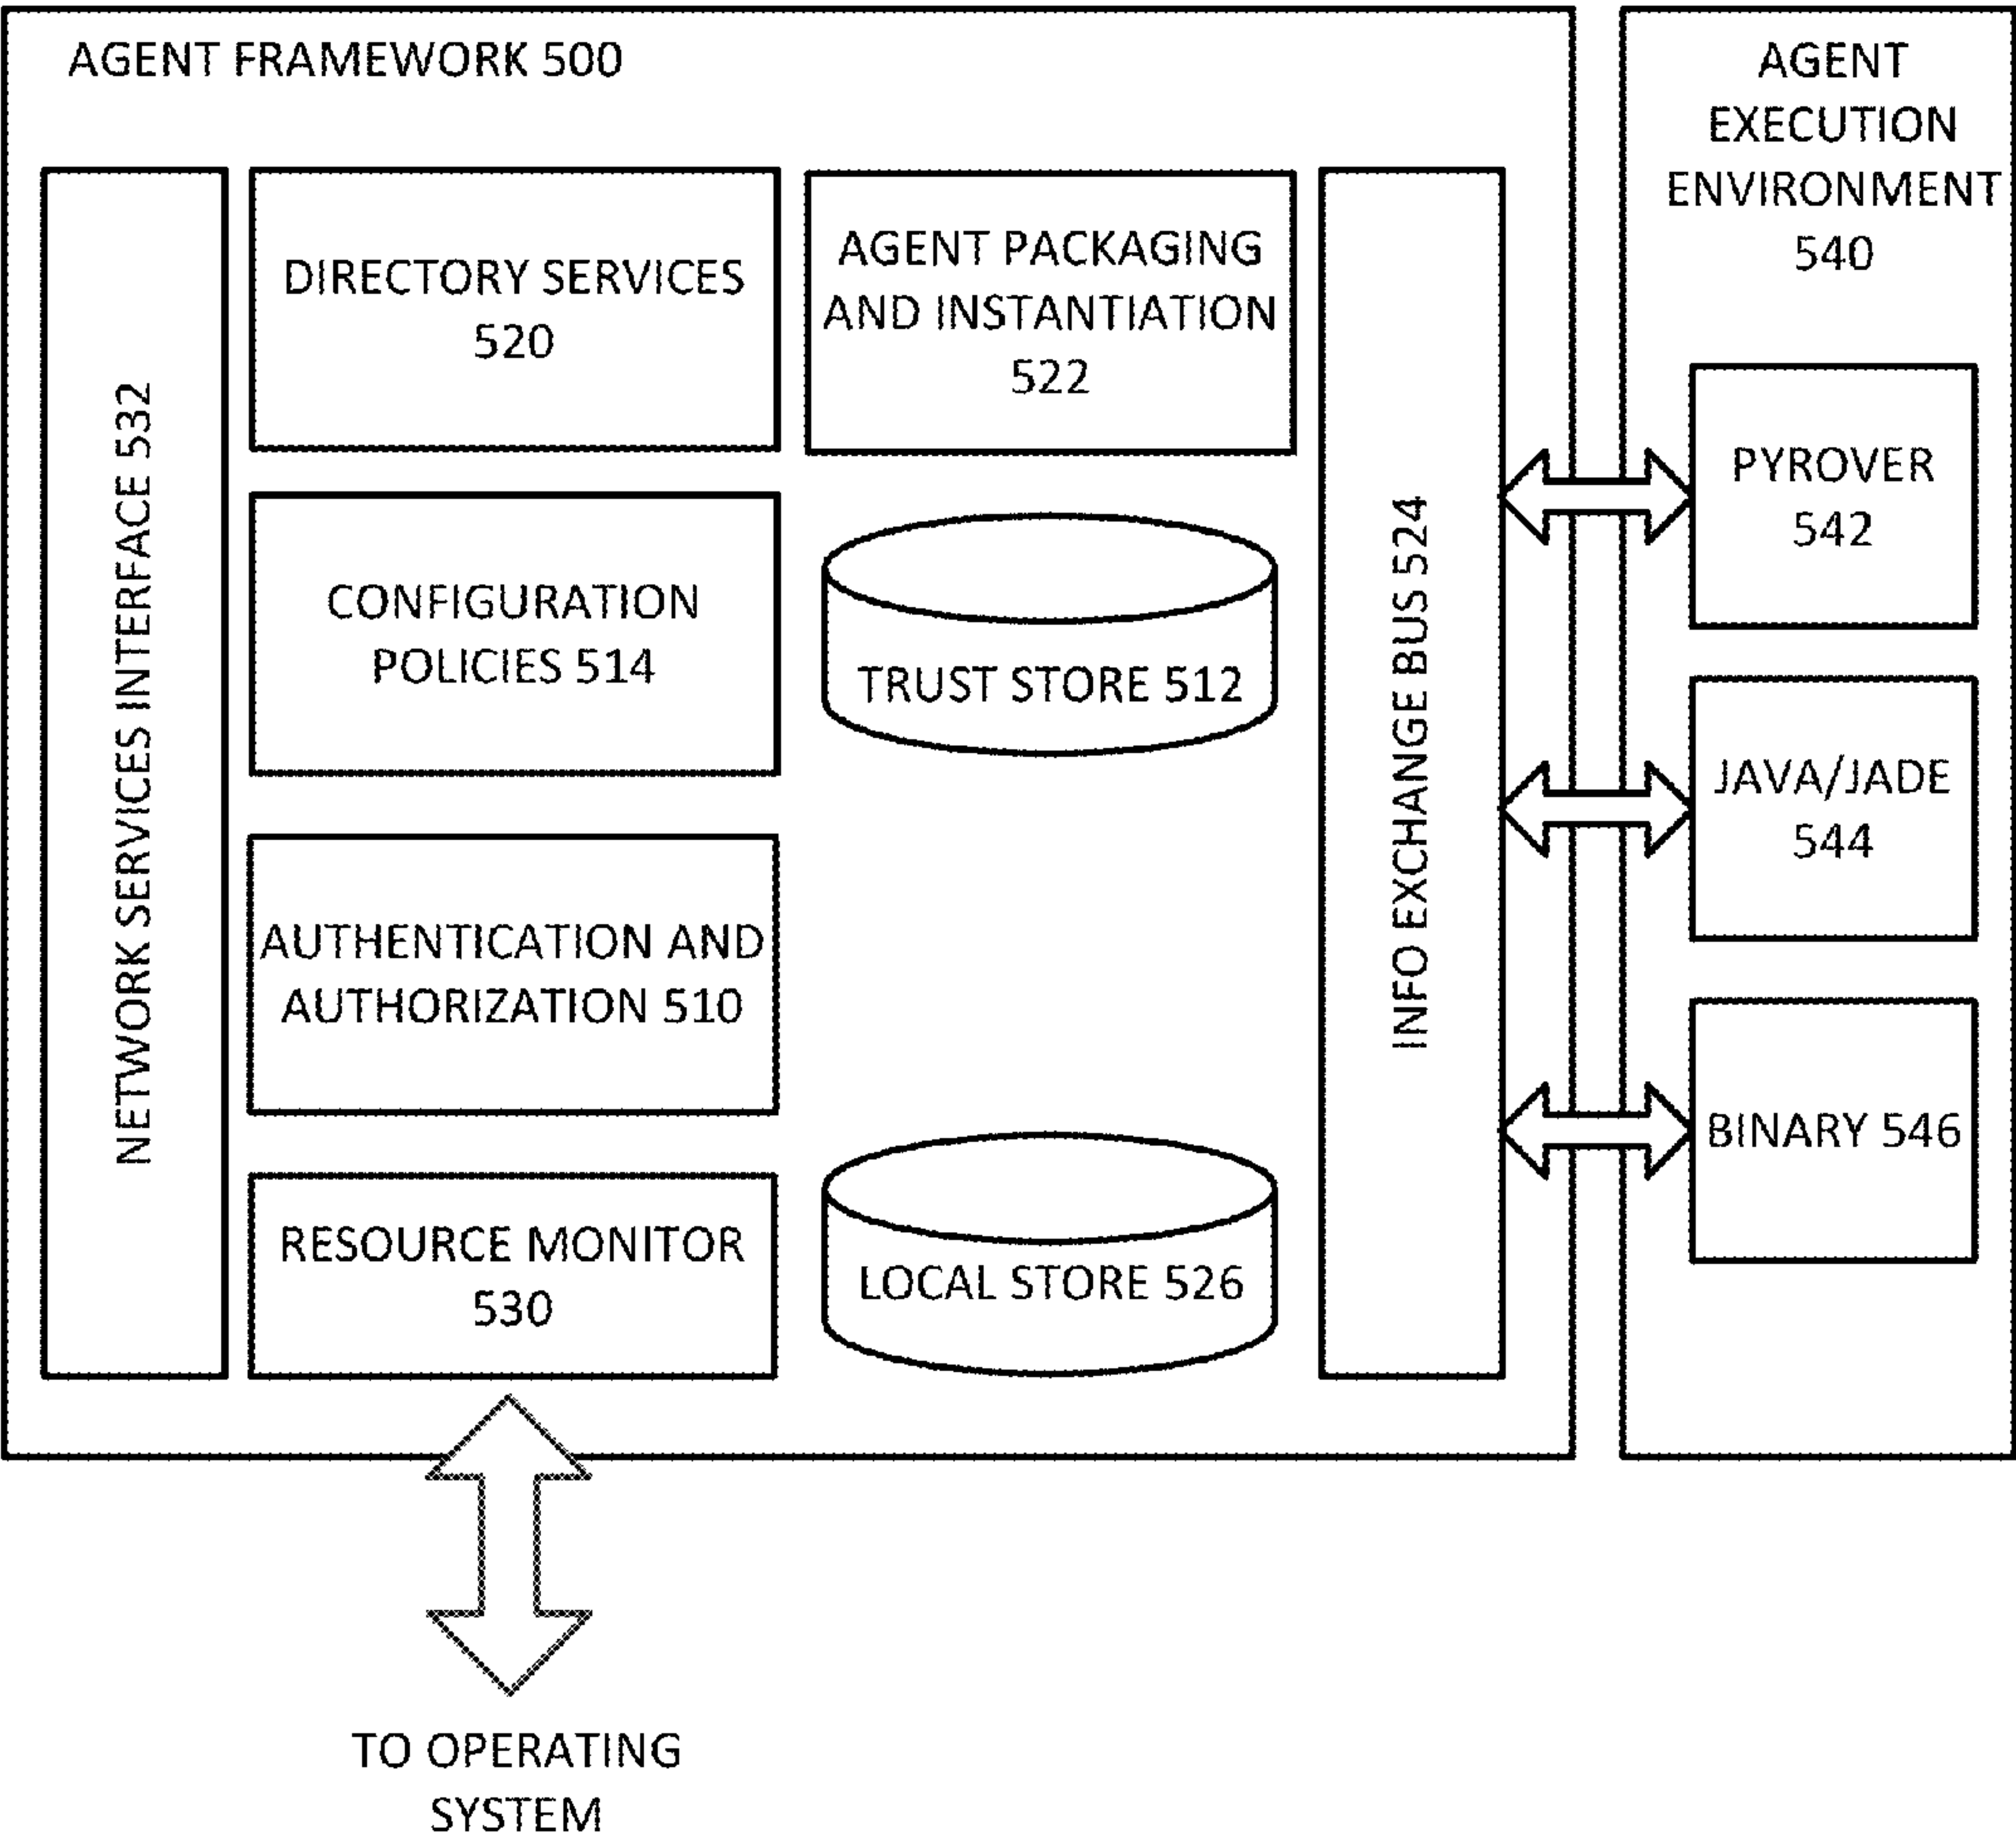 AGENT FRAMEWORK 500
NETWORK SERVICES INTERFACE 532
DIRECTORY SERVICES
520
CONFIGURATION
POLICIES 514
AUTHENTICATION AND
AUTHORIZATION 510
RESOURCE MONITOR
530
AGENT PACKAGING
AND INSTANTIATION
522
TRUST STORE 512
LOCAL STORE 526
INFO EXCHANGE BUS 524
AGENT
EXECUTION
ENVIRONMENT
540
PYROVER
542
JAVA/JADE
544
BINARY 546
TO OPERATING
SYSTEM